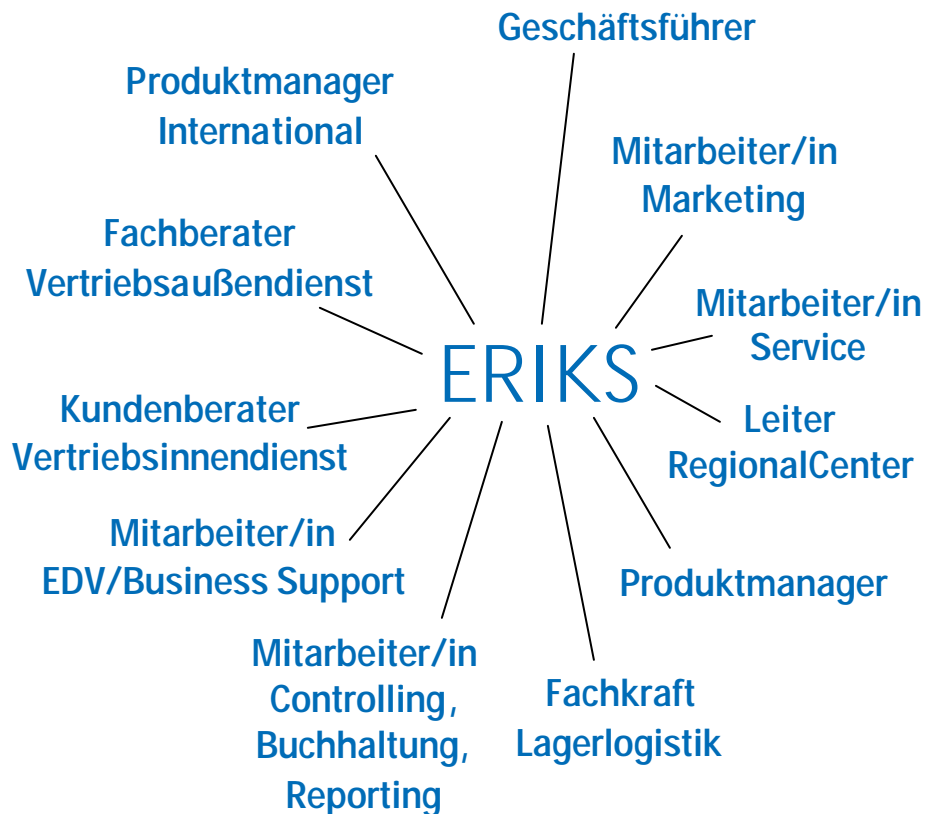 Geschäftsführer
Produktmanager
International
Mitarbeiter/in
Marketing
Fachberater
Vertriebsaußendienst
Mitarbeiter/in
Service
ERIKS
Kundenberater
Vertriebsinnendienst
Leiter
RegionalCenter
Mitarbeiter/in
EDV/Business Support
Produktmanager
Mitarbeiter/in
Controlling,
Buchhaltung,
Reporting
Fachkraft
Lagerlogistik